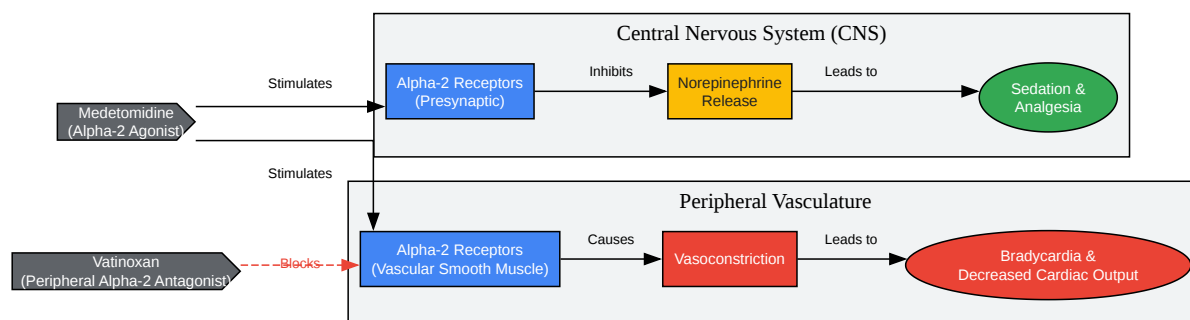 Central Nervous System (CNS)
Stimulates
Alpha-2 Receptors
(Presynaptic)
Inhibits
Norepinephrine
Release
Leads to
Sedation &
Analgesia
Medetomidine
(Alpha-2 Agonist)
Stimulates
Peripheral Vasculature
Vatinoxan
(Peripheral Alpha-2 Antagonist)
Blocks
Alpha-2 Receptors
(Vascular Smooth Muscle)
Causes
Vasoconstriction
Leads to
Bradycardia &
Decreased Cardiac Output